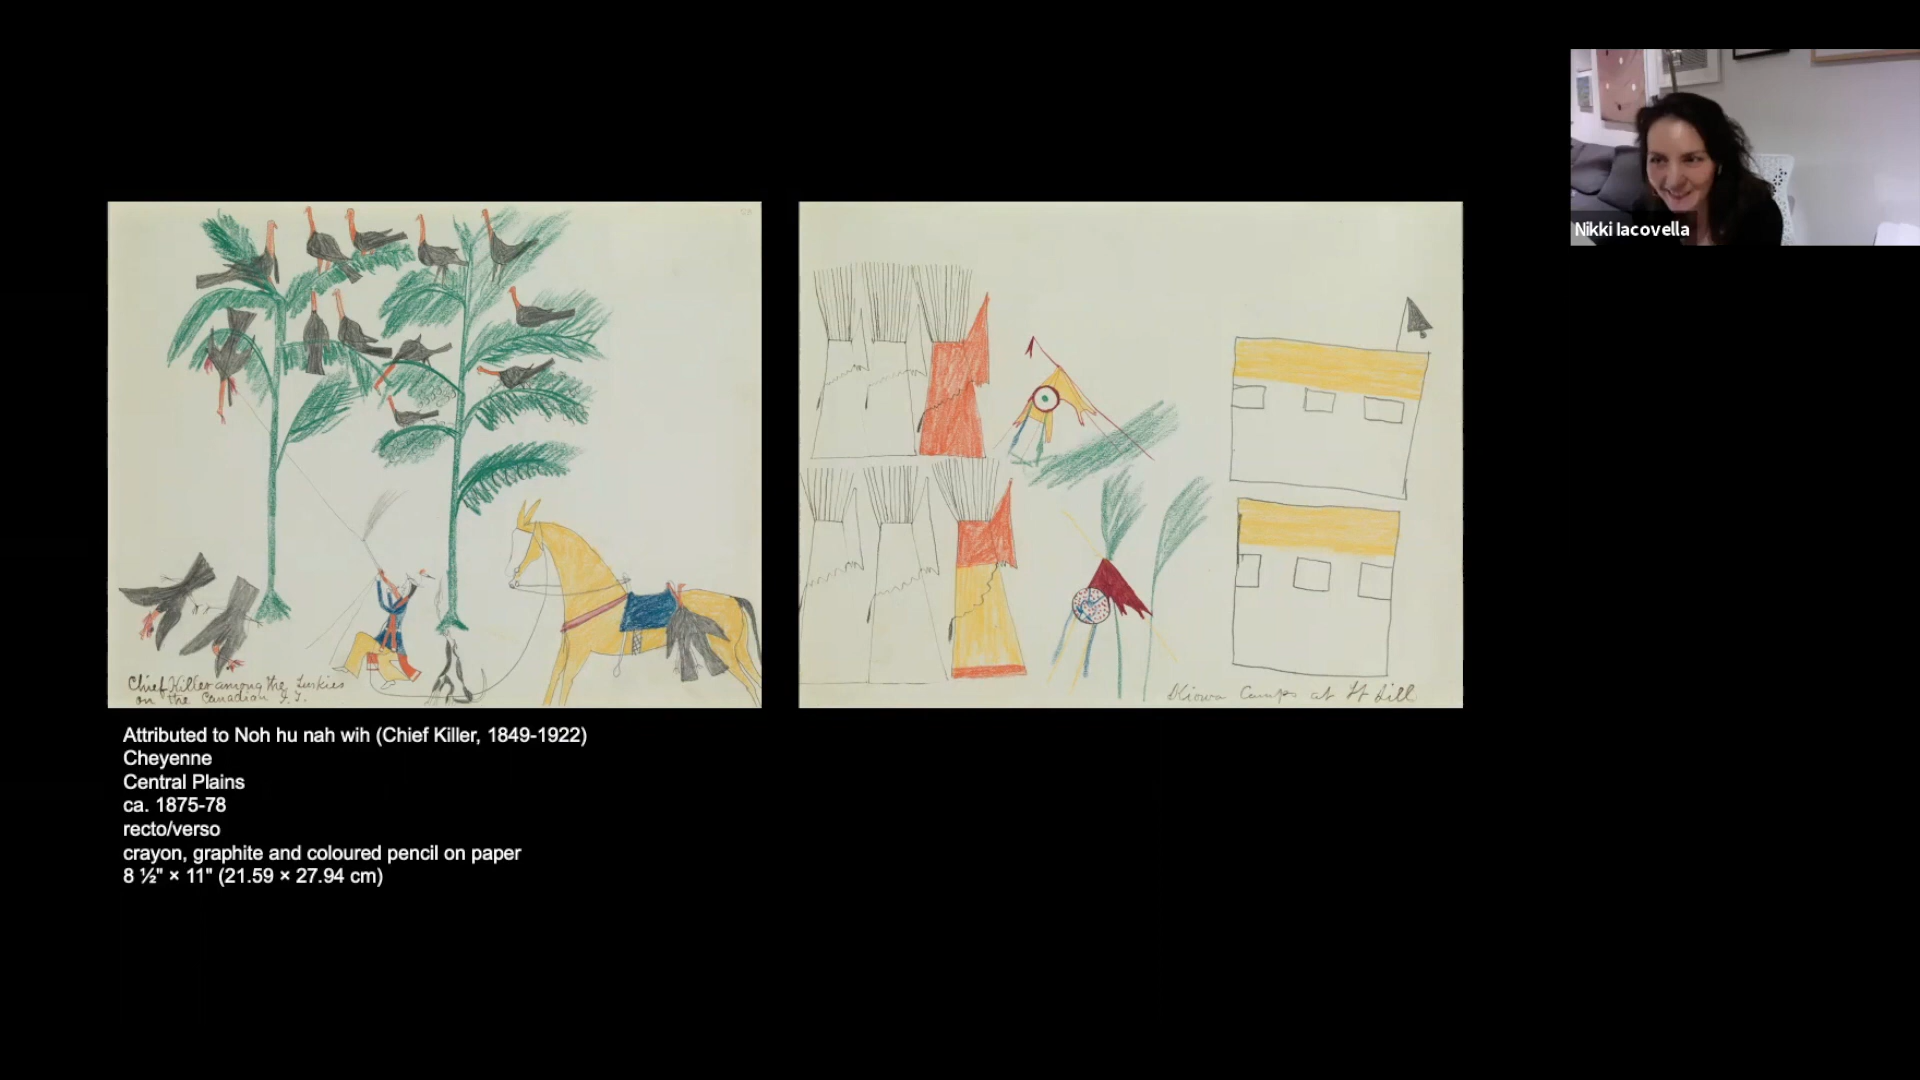 Nikki Iacovella
Chief Killer among the Turkies
on the Canadian I.T.
Kiowa Camps at Ft Sill
Attributed to Noh hu nah wih (Chief Killer, 1849-1922)
Cheyenne
Central Plains
ca. 1875-78
recto/verso
crayon, graphite and coloured pencil on paper
8 ½" × 11" (21.59 × 27.94 cm)